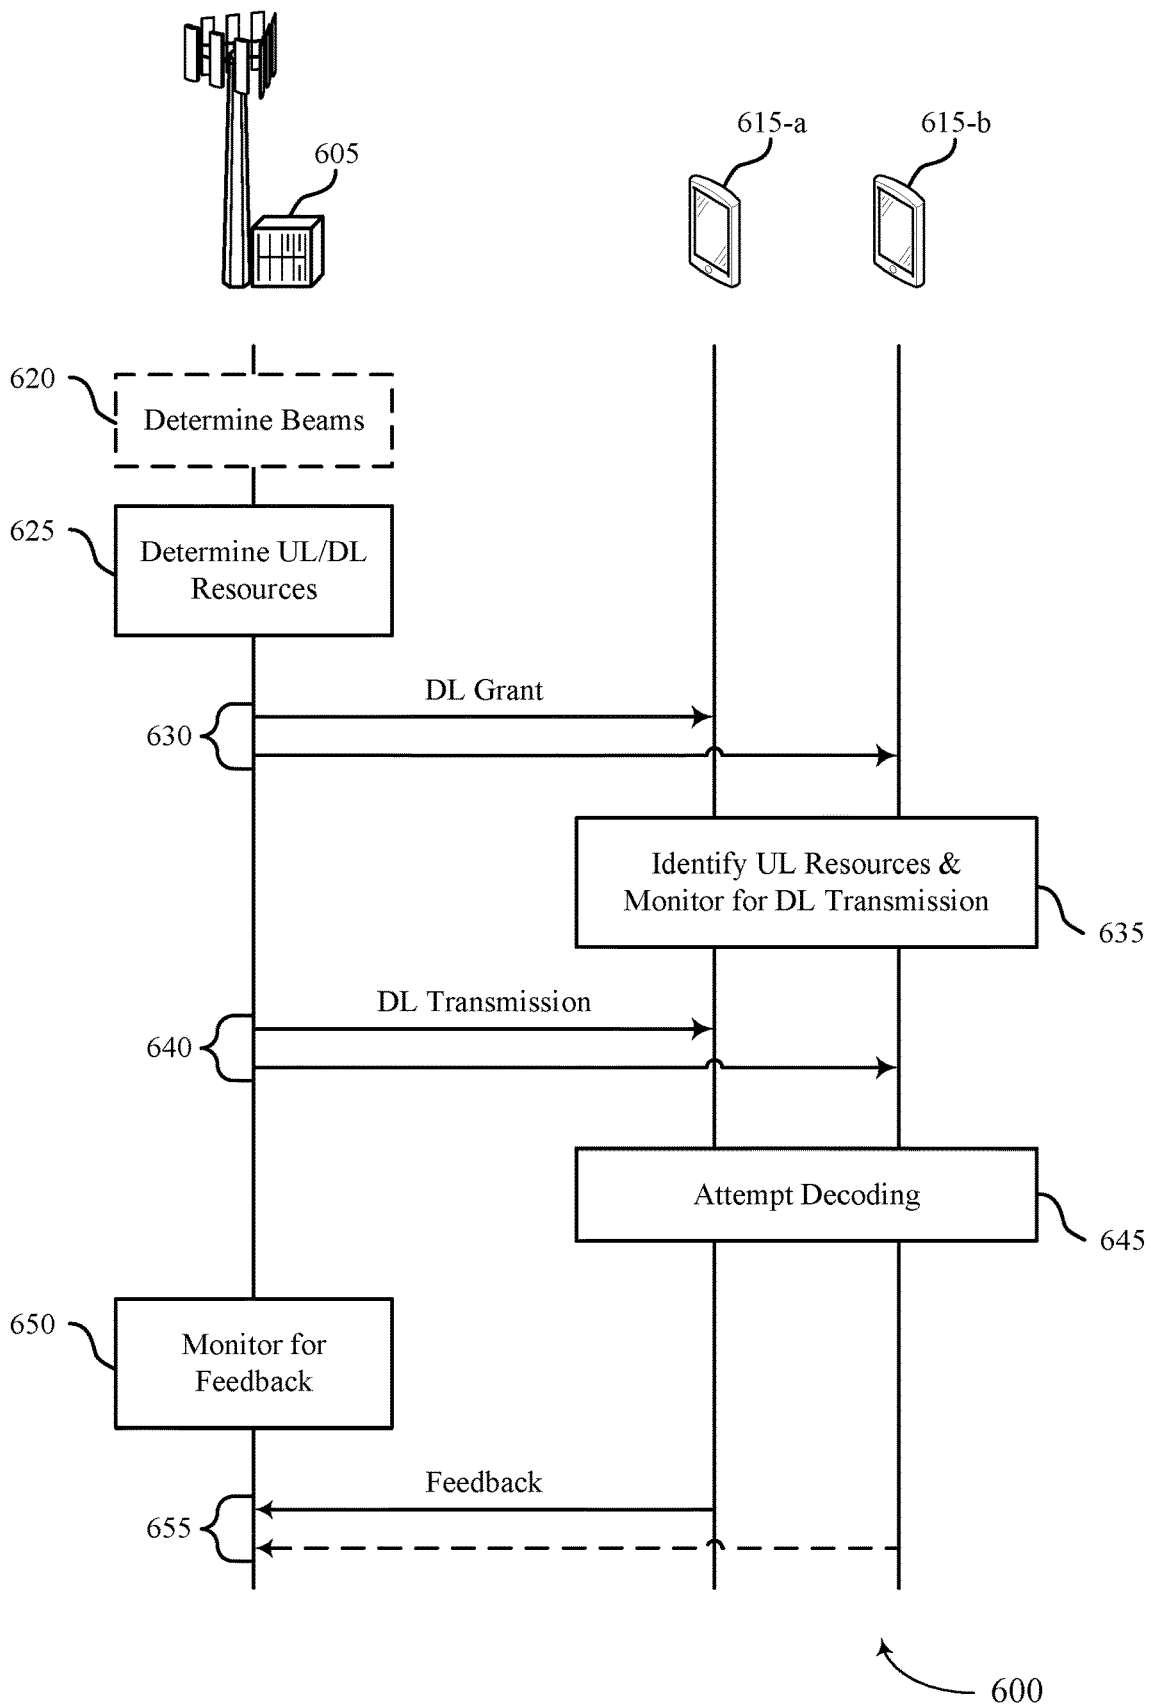 615-a
615-b
605
620
Determine Beams
625
Determine UL/DL
Resources
DL Grant
630
Identify UL Resources &
Monitor for DL Transmission
635
DL Transmission
640
Attempt Decoding
645
650
Monitor for
Feedback
Feedback
655
600